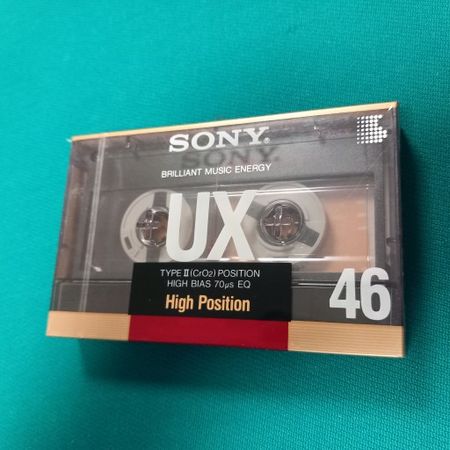 SONY
BRILLIANT MUSIC ENERGY
UX
TYPE II (CrO2) POSITION
HIGH BIAS 70μs EQ
High Position
46